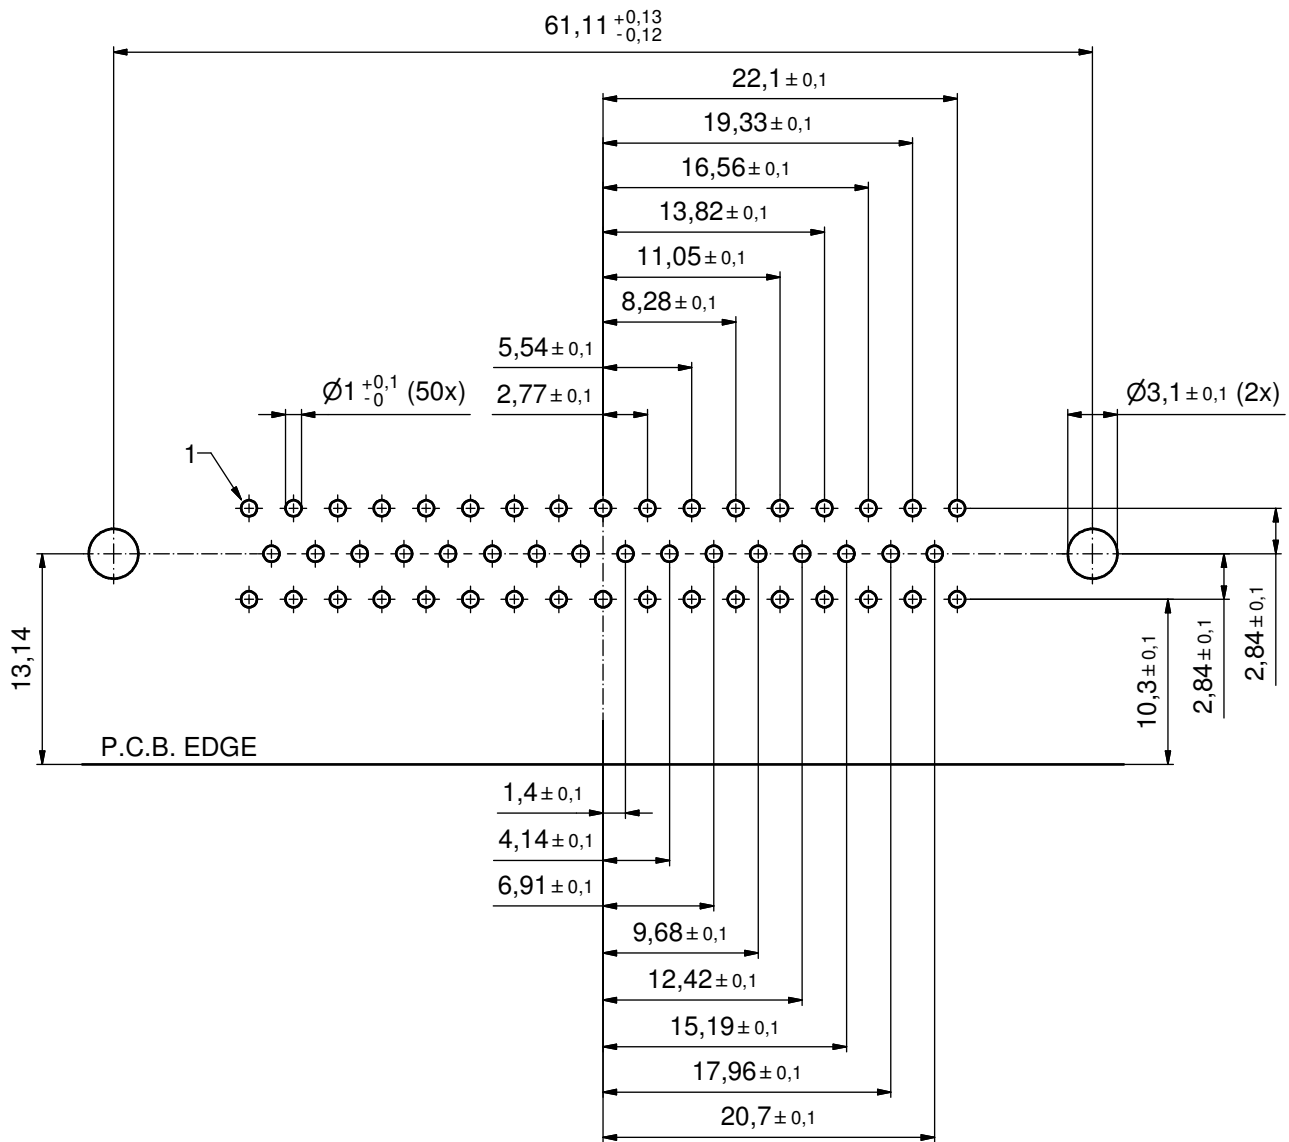 61,11 +0,13 -0,12
22,1 ± 0,1
19,33 ± 0,1
16,56 ± 0,1
13,82 ± 0,1
11,05 ± 0,1
8,28 ± 0,1
5,54 ± 0,1
Ø1 +0,1 -0 (50x)
2,77 ± 0,1
Ø3,1 ± 0,1 (2x)
1
13,14
10,3 ± 0,1
2,84 ± 0,1
2,84 ± 0,1
P.C.B. EDGE
1,4 ± 0,1
4,14 ± 0,1
6,91 ± 0,1
9,68 ± 0,1
12,42 ± 0,1
15,19 ± 0,1
17,96 ± 0,1
20,7 ± 0,1